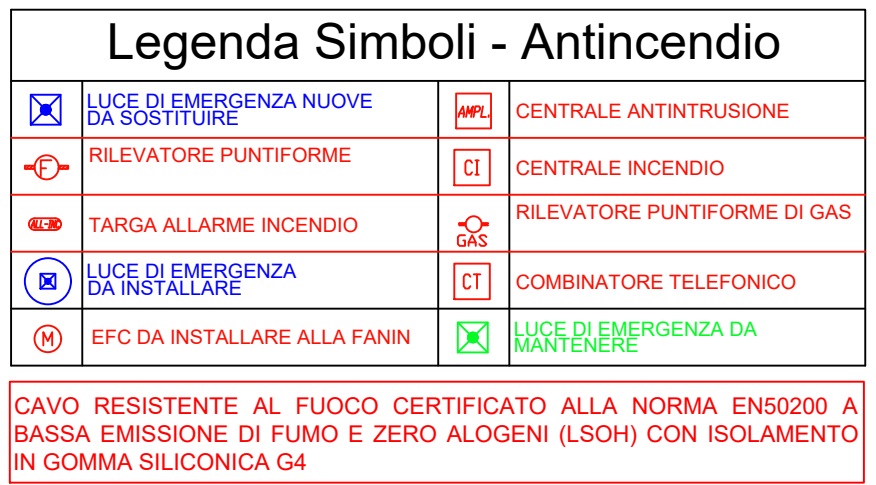 Legenda Simboli - Antincendio
LUCE DI EMERGENZA NUOVE
DA SOSTITUIRE
AMPL.
CENTRALE ANTINTRUSIONE
F
RILEVATORE PUNTIFORME
CI
CENTRALE INCENDIO
ALL-INC
TARGA ALLARME INCENDIO
GAS
RILEVATORE PUNTIFORME DI GAS
LUCE DI EMERGENZA
DA INSTALLARE
CT
COMBINATORE TELEFONICO
M
EFC DA INSTALLARE ALLA FANIN
LUCE DI EMERGENZA DA
MANTENERE
CAVO RESISTENTE AL FUOCO CERTIFICATO ALLA NORMA EN50200 A
BASSA EMISSIONE DI FUMO E ZERO ALOGENI (LSOH) CON ISOLAMENTO
IN GOMMA SILICONICA G4